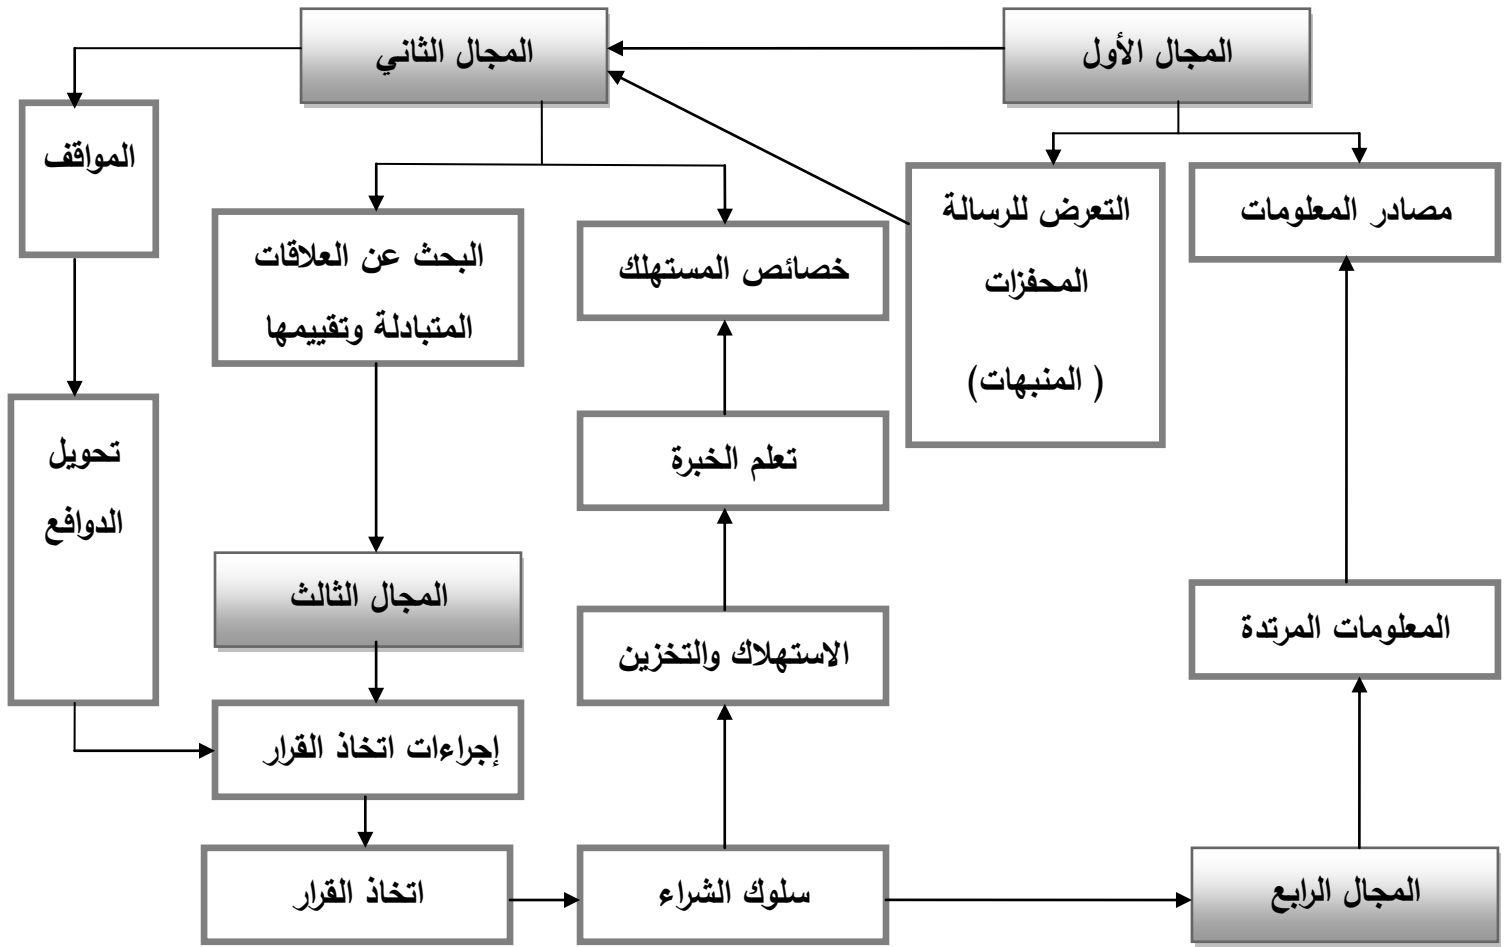 المجال الأول
المجال الثاني
المواقف
مصادر المعلومات
التعرض للرسالة
المحفزات
( المنبهات)
خصائص المستهلك
البحث عن العلاقات
المتبادلة وتقييمها
تحويل
الدوافع
تعلم الخبرة
المجال الثالث
الاستهلاك والتخزين
المعلومات المرتدة
إجراءات اتخاذ القرار
اتخاذ القرار
سلوك الشراء
المجال الرابع